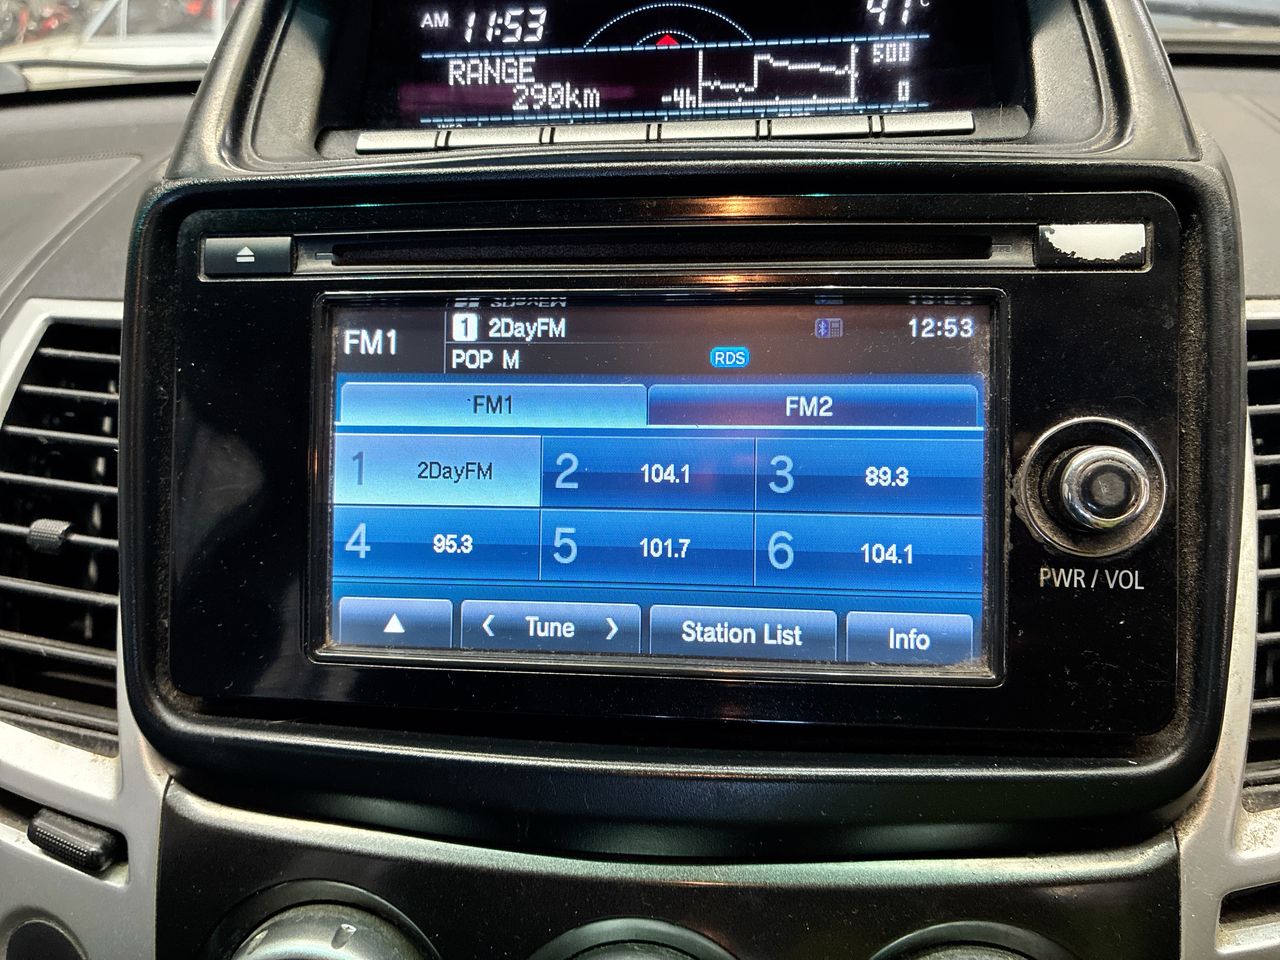 AM 11:53
RANGE
290km
-4h
500
0
FM1
1 2DayFM
12:53
POP M
RDS
FM1 FM2
1 2DayFM 2 104.1 3 89.3
4 95.3 5 101.7 6 104.1
Tune Station List Info
PWR / VOL